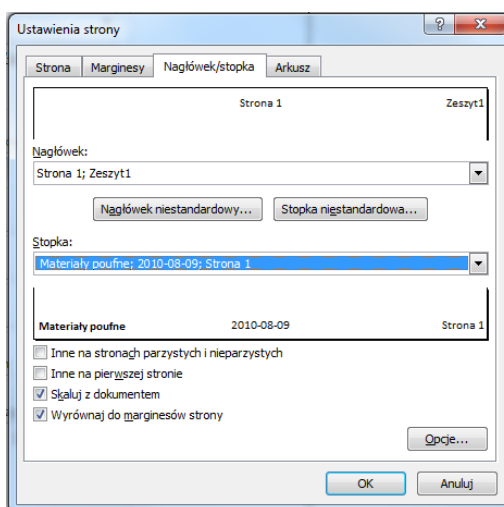 Ustawienia strony
Strona Marginesy Nagłówek/stopka Arkusz
Strona 1 Zeszyt1
Nagłówek:
Strona 1; Zeszyt1
Nagłówek niestandardowy... Stopka niestandardowa...
Stopka:
Materiały poufne; 2010-08-09; Strona 1
Materiały poufne 2010-08-09 Strona 1
Inne na stronach parzystych i nieparzystych
Inne na pierwszej stronie
Skaluj z dokumentem
Wyrównaj do marginesów strony
Opcje...
OK Anuluj